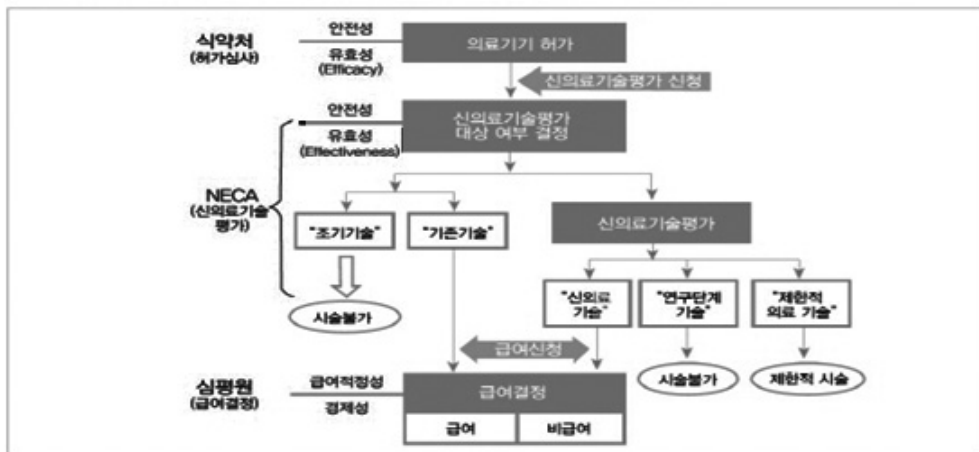 식약처
(허가심사)
안전성
유효성
(Efficacy)
의료기기 허가
신의료기술평가 신청
안전성
유효성
(Effectiveness)
신의료기술평가
대상 여부 결정
NECA
(신의료기술
평가)
"조기기술"
"기존기술"
신의료기술평가
시술불가
"신의료
기술"
"연구단계
기술"
"제한적
의료 기술"
급여신청
시술불가
제한적 시술
심평원
(급여결정)
급여적정성
경제성
급여결정
급여
비급여